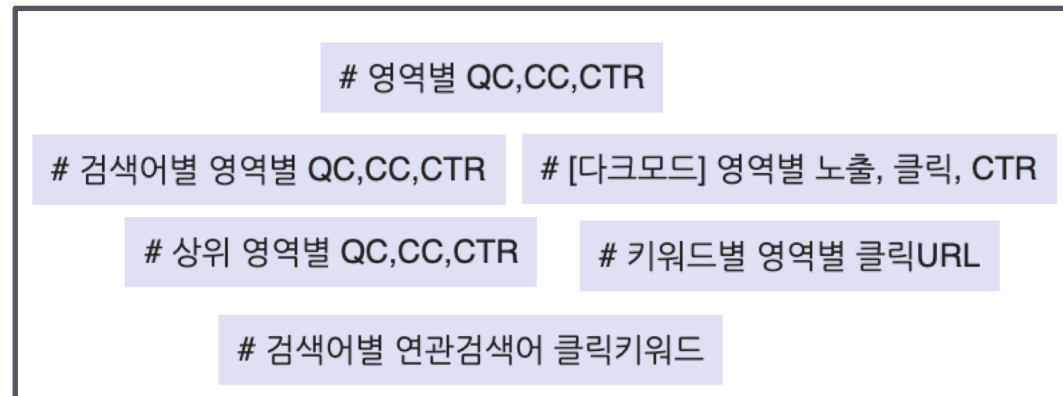 # 영역별 QC,CC,CTR
# 검색어별 영역별 QC,CC,CTR
# [다크모드] 영역별 노출, 클릭, CTR
# 상위 영역별 QC,CC,CTR
# 키워드별 영역별 클릭URL
# 검색어별 연관검색어 클릭키워드